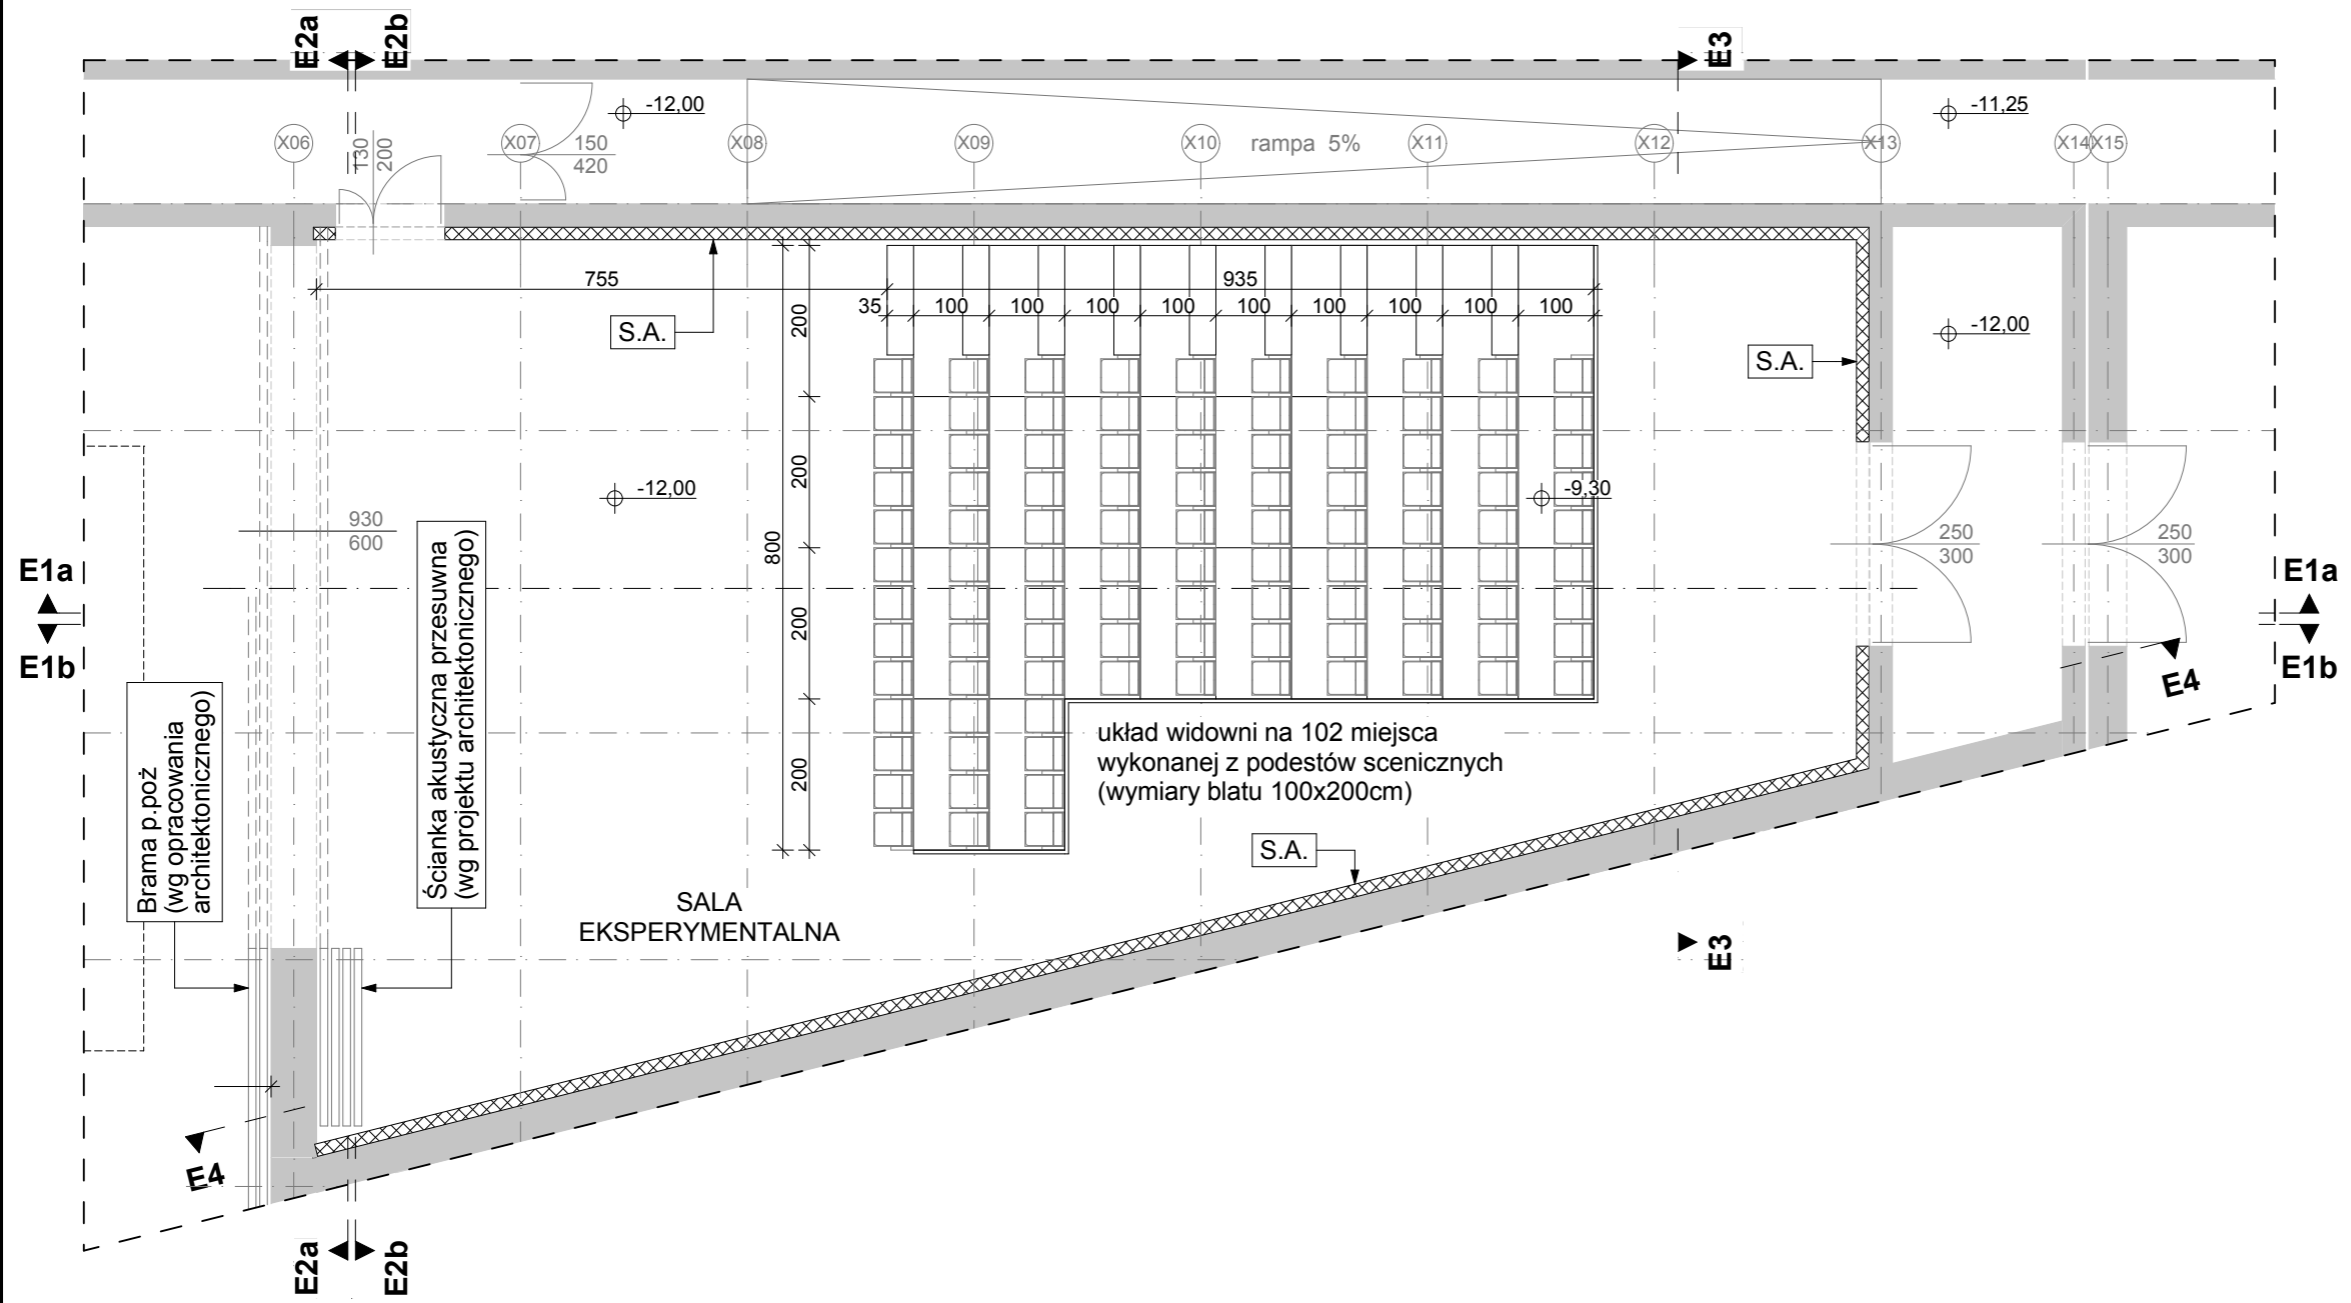 E2a
E2b
E3
-12,00
-11,25
X06
130
200
X07
150
420
X08
X09
X10
rampa 5%
X11
X12
X13
X14
X15
755
935
35
100
100
100
100
100
100
100
100
100
200
200
200
200
800
S.A.
S.A.
-12,00
-12,00
-9,30
930
600
250
300
250
300
E1a
E1b
E1a
E1b
Brama p.poż
(wg opracowania
architektonicznego)
Ścianka akustyczna przesuwna
(wg projektu architektonicznego)
układ widowni na 102 miejsca
wykonanej z podestów scenicznych
(wymiary blatu 100x200cm)
S.A.
SALA
EKSPERYMENTALNA
E4
E3
E4
E2a
E2b